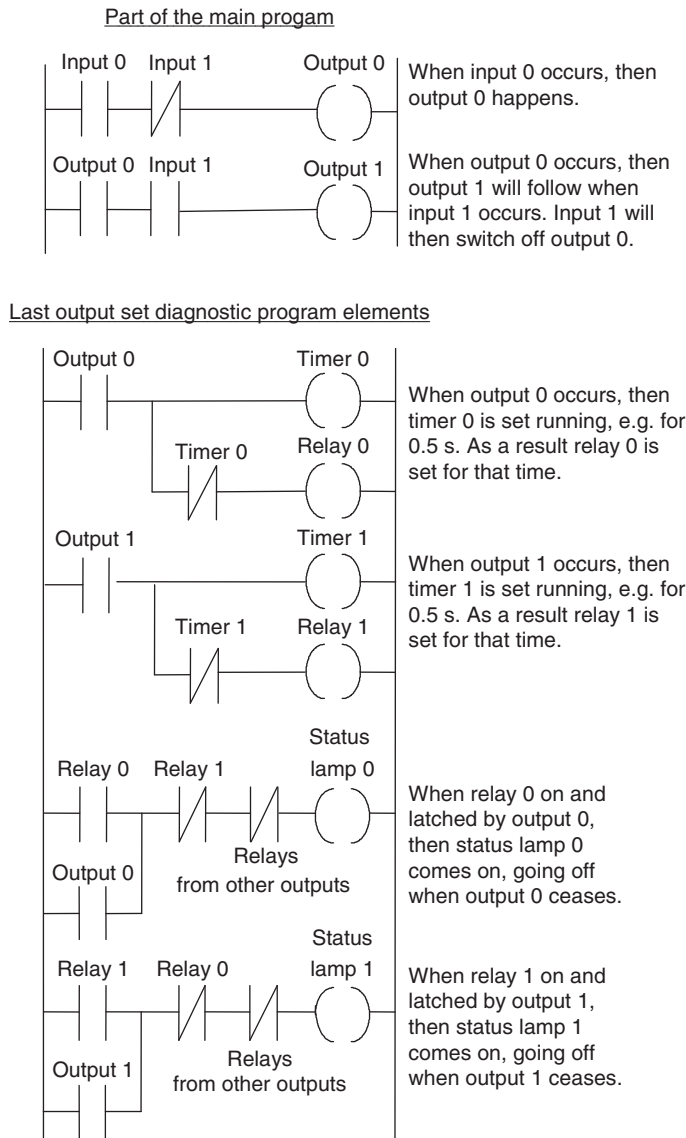 Part of the main progam
Input 0 Input 1 Output 0
When input 0 occurs, then
output 0 happens.
Output 0 Input 1 Output 1
When output 0 occurs, then
output 1 will follow when
input 1 occurs. Input 1 will
then switch off output 0.
Last output set diagnostic program elements
Output 0 Timer 0
Timer 0 Relay 0
When output 0 occurs, then
timer 0 is set running, e.g. for
0.5 s. As a result relay 0 is
set for that time.
Output 1 Timer 1
Timer 1 Relay 1
When output 1 occurs, then
timer 1 is set running, e.g. for
0.5 s. As a result relay 1 is
set for that time.
Status
Relay 0 Relay 1 lamp 0
Relays
from other outputs
Output 0
When relay 0 on and
latched by output 0,
then status lamp 0
comes on, going off
when output 0 ceases.
Status
Relay 1 Relay 0 lamp 1
Relays
from other outputs
Output 1
When relay 1 on and
latched by output 1,
then status lamp 1
comes on, going off
when output 1 ceases.